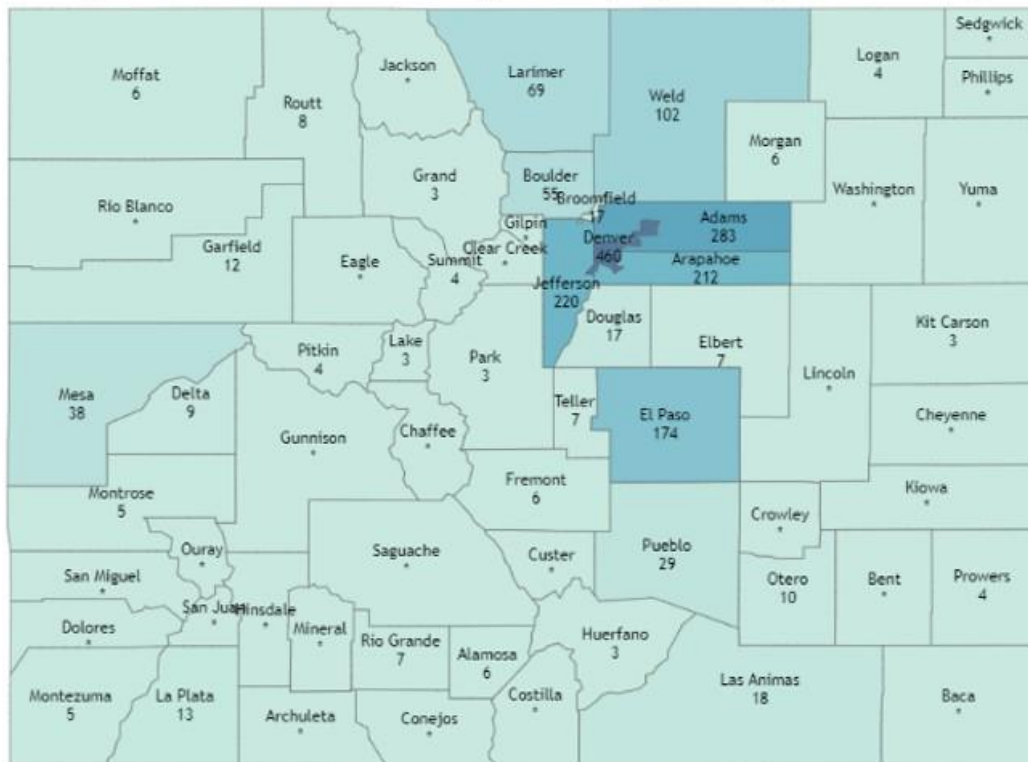 Sedgwick
*
Moffat
6
Jackson
*
Larimer
69
Logan
4
Phillips
*
Routt
8
Weld
102
Morgan
6
Grand
3
Boulder
55
Washington
*
Yuma
*
Rio Blanco
*
Broomfield
17
Gilpin
*
Adams
283
Garfield
12
Eagle
*
Summit
4
Clear Creek
*
Denver
460
Arapahoe
212
Jefferson
220
Douglas
17
Kit Carson
3
Elbert
7
Pitkin
4
Lake
3
Park
3
Lincoln
*
Mesa
38
Delta
9
Teller
7
El Paso
174
Cheyenne
*
Gunnison
*
Chaffee
*
Fremont
6
Montrose
5
Kiowa
*
Crowley
*
Ouray
*
Saguache
*
Custer
*
Pueblo
29
San Miguel
*
Otero
10
Bent
*
Prowers
4
San Juan
*
Hinsdale
*
Dolores
*
Mineral
*
Rio Grande
7
Alamosa
6
Huerfano
3
Montezuma
5
La Plata
13
Archuleta
*
Conejos
*
Costilla
*
Las Animas
18
Baca
*